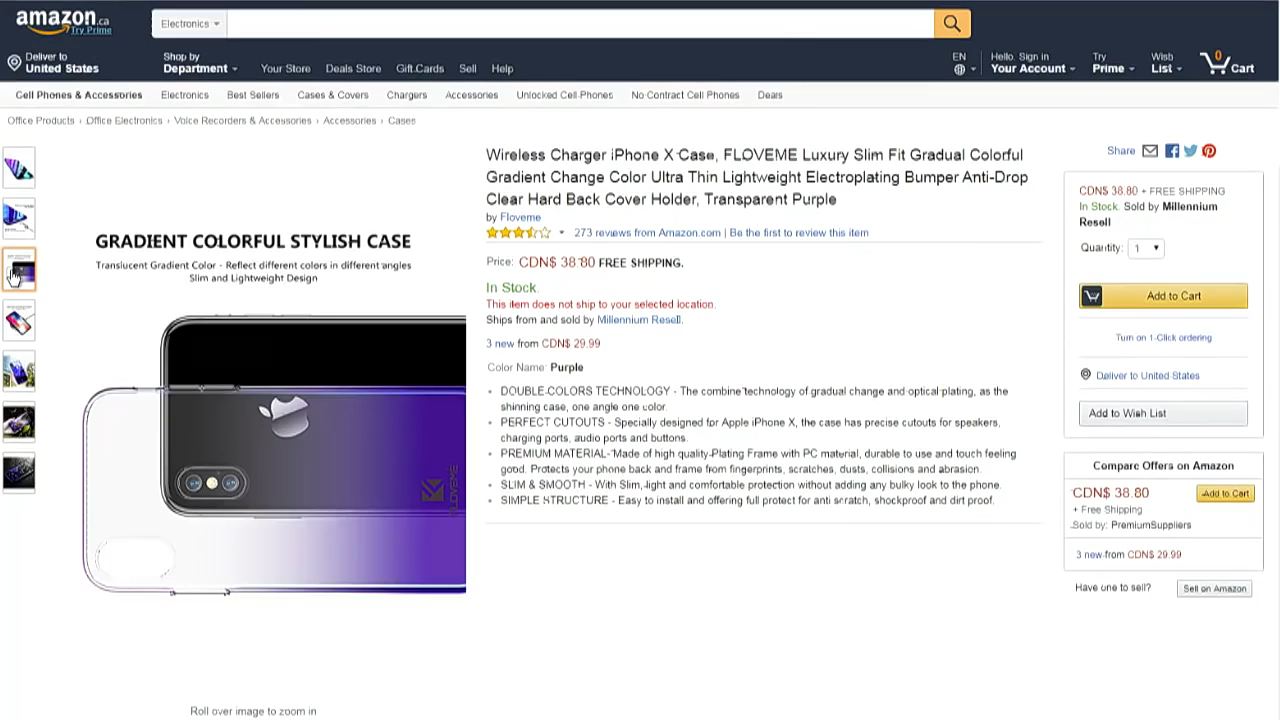 amazon.ca
Try Prime
Electronics
Deliver to
United States
Shop by
Department
Your Store
Deals Store
Gift Cards
Sell
Help
EN
Hello. Sign in
Your Account
Try
Prime
Wish
List
0
Cart
Cell Phones & Accessories
Electronics
Best Sellers
Cases & Covers
Chargers
Accessories
Unlocked Cell Phones
No Contract Cell Phones
Deals
Office Products › Office Electronics › Voice Recorders & Accessories › Accessories › Cases
GRADIENT COLORFUL STYLISH CASE
Translucent Gradient Color - Reflect different colors in different angles
Slim and Lightweight Design
FLOVEME
Roll over image to zoom in
Wireless Charger iPhone X Case, FLOVEME Luxury Slim Fit Gradual Colorful
Gradient Change Color Ultra Thin Lightweight Electroplating Bumper Anti-Drop
Clear Hard Back Cover Holder, Transparent Purple
by Floveme
273 reviews from Amazon.com | Be the first to review this item
Price: CDN$ 38.80 FREE SHIPPING.
In Stock.
This item does not ship to your selected location.
Ships from and sold by Millennium Resell.
3 new from CDN$ 29.99
Color Name: Purple
• DOUBLE-COLORS TECHNOLOGY - The combine technology of gradual change and optical plating, as the
shinning case, one angle one color.
• PERFECT CUTOUTS - Specially designed for Apple iPhone X, the case has precise cutouts for speakers,
charging ports, audio ports and buttons.
• PREMIUM MATERIAL- Made of high quality Plating Frame with PC material, durable to use and touch feeling
good. Protects your phone back and frame from fingerprints, scratches, dusts, collisions and abrasion.
• SLIM & SMOOTH - With Slim, light and comfortable protection without adding any bulky look to the phone.
• SIMPLE STRUCTURE - Easy to install and offering full protect for anti scratch, shockproof and dirt proof.
Share
CDN$ 38.80 + FREE SHIPPING
In Stock. Sold by Millennium
Resell
Quantity: 1
Add to Cart
Turn on 1-Click ordering
Deliver to United States
Add to Wish List
Compare Offers on Amazon
CDN$ 38.80
Add to Cart
+ Free Shipping
Sold by: PremiumSuppliers
3 new from CDN$ 29.99
Have one to sell?
Sell on Amazon